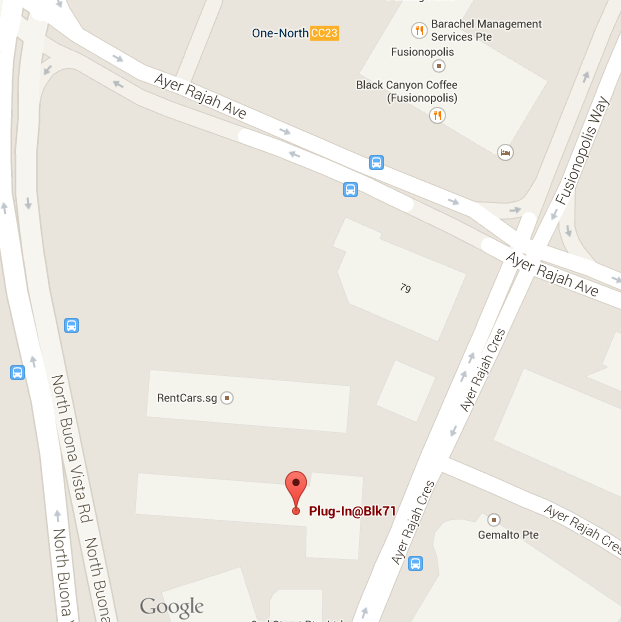 One-North CC23
Barachel Management
Services Pte
Fusionopolis
Black Canyon Coffee
(Fusionopolis)
Ayer Rajah Ave
Fusionopolis Way
Ayer Rajah Ave
79
Ayer Rajah Cres
RentCars.sg
North Buona Vista Rd
Plug-In@Blk71
Ayer Rajah Cres
Ayer Rajah Cres
Gemalto Pte
North Buona
North Buona
Google